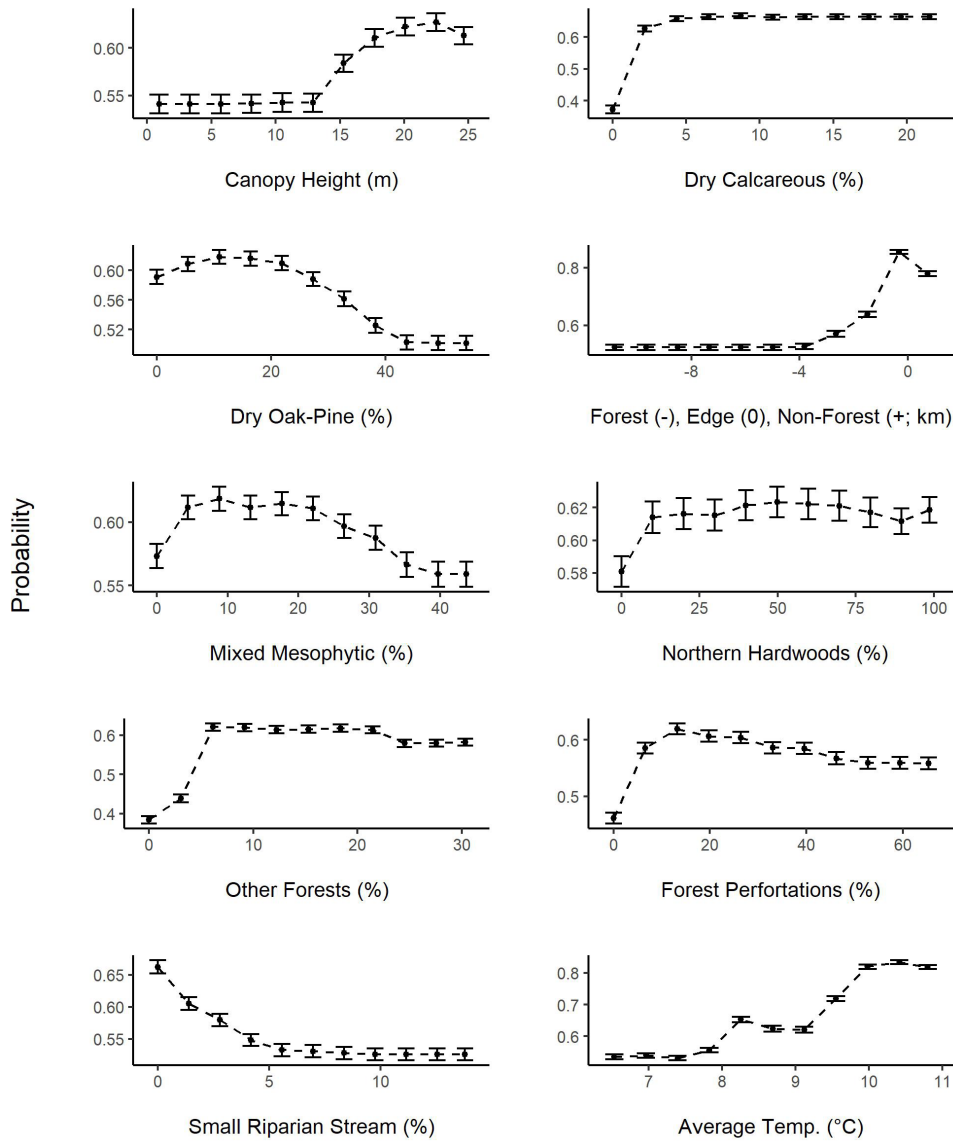 0.60
0.55
0 5 10 15 20 25
Canopy Height (m)
0.6
0.5
0.4
0 5 10 15 20
Dry Calcareous (%)
0.60
0.56
0.52
0 20 40
Dry Oak-Pine (%)
0.8
0.6
-8 -4 0
Forest (-), Edge (0), Non-Forest (+; km)
Probability
0.60
0.55
0 10 20 30 40
Mixed Mesophytic (%)
0.62
0.60
0.58
0 25 50 75 100
Northern Hardwoods (%)
0.6
0.5
0.4
0 10 20 30
Other Forests (%)
0.6
0.5
0 20 40 60
Forest Perfortations (%)
0.65
0.60
0.55
0 5 10
Small Riparian Stream (%)
0.8
0.7
0.6
7 8 9 10 11
Average Temp. (°C)